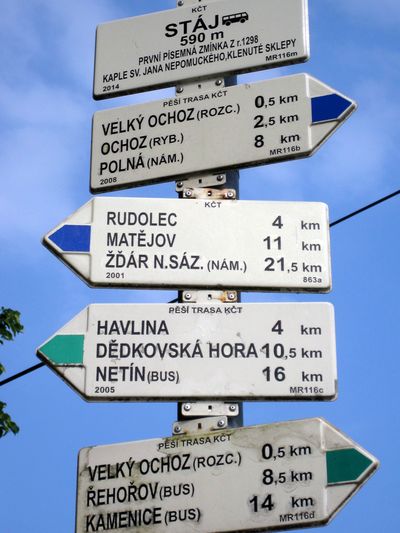 KČT
STÁJ
590 m
PRVNÍ PÍSEMNÁ ZMÍNKA Z r.1298
KAPLE SV. JANA NEPOMUCKÉHO,KLENUTÉ SKLEPY
2014 MR116m
PĚŠÍ TRASA KČT
VELKÝ OCHOZ (ROZC.) 0,5 km
OCHOZ (RYB.) 2,5 km
POLNÁ (NÁM.) 8 km
2008 MR116b
KČT
RUDOLEC 4 km
MATĚJOV 11 km
ŽĎÁR N.SÁZ. (NÁM.) 21,5 km
2001 863a
PĚŠÍ TRASA KČT
HAVLINA 4 km
DĚDKOVSKÁ HORA 10,5 km
NETÍN (BUS) 16 km
2005 MR116c
PĚŠÍ TRASA KČT
VELKÝ OCHOZ (ROZC.) 0,5 km
ŘEHOŘOV (BUS) 8,5 km
KAMENICE (BUS) 14 km
MR116d